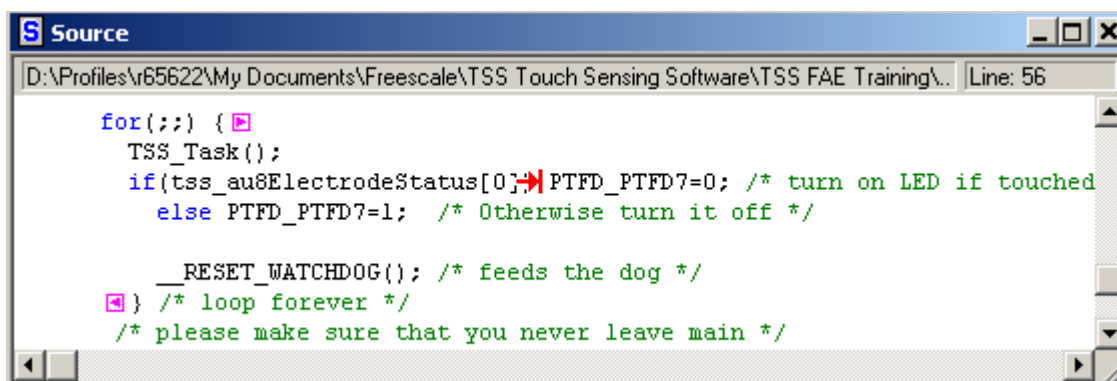 S Source
D:\Profiles\r65622\My Documents\Freescale\TSS Touch Sensing Software\TSS FAE Training\.. Line: 56
for(;;) {
TSS_Task();
if(tss_au8ElectrodeStatus[0]) PTFD_PTFD7=0; /* turn on LED if touched
else PTFD_PTFD7=1; /* Otherwise turn it off */
__RESET_WATCHDOG(); /* feeds the dog */
} /* loop forever */
/* please make sure that you never leave main */